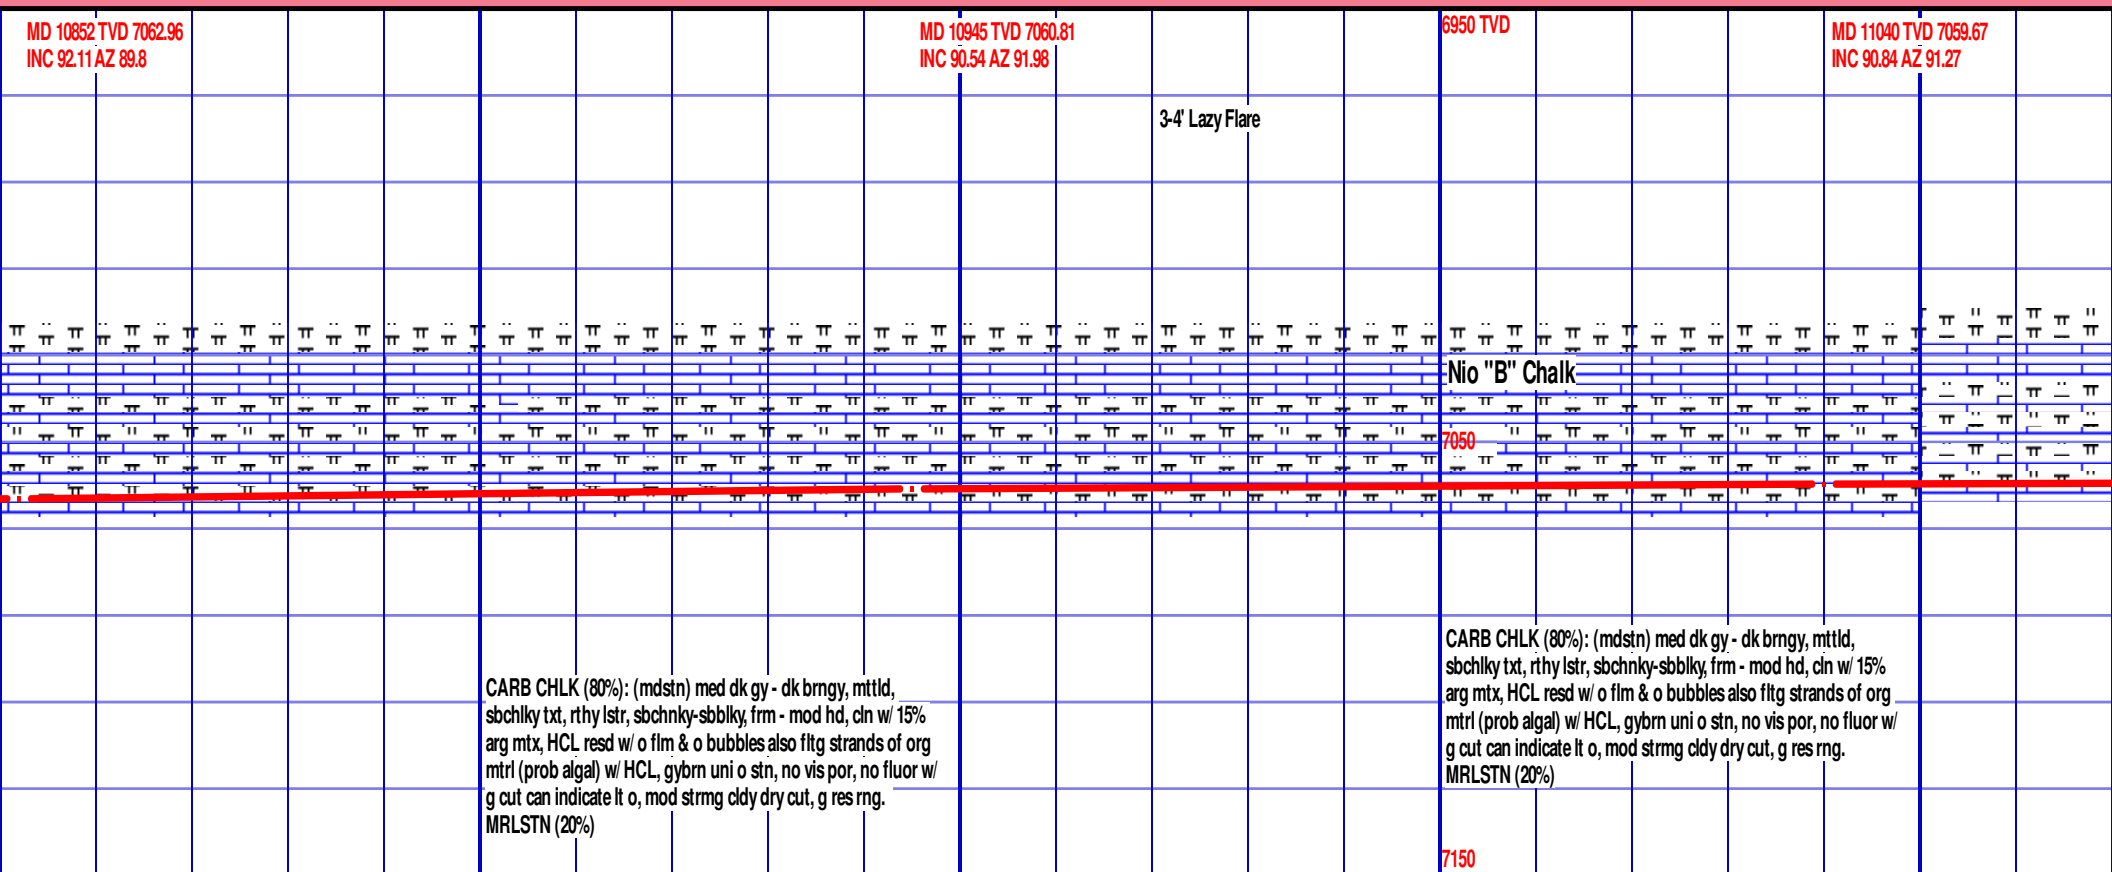 MD 10852 TVD 7062.96
INC 92.11 AZ 89.8
MD 10945 TVD 7060.81
INC 90.54 AZ 91.98
6950 TVD
MD 11040 TVD 7059.67
INC 90.84 AZ 91.27
3-4' Lazy Flare
Nio "B" Chalk
7050
CARB CHLK (80%): (mdstn) med dk gy - dk brngy, mttld,
sbchlky txt, rthy lstr, sbchnky-sbblky, frm - mod hd, cln w/ 15%
arg mtx, HCL resd w/ o flm & o bubbles also fltg strands of org
mtrl (prob algal) w/ HCL, gybrn uni o stn, no vis por, no fluor w/
g cut can indicate lt o, mod strmg cldy dry cut, g res rng.
MRLSTN (20%)
CARB CHLK (80%): (mdstn) med dk gy - dk brngy, mttld,
sbchlky txt, rthy lstr, sbchnky-sbblky, frm - mod hd, cln w/ 15%
arg mtx, HCL resd w/ o flm & o bubbles also fltg strands of org
mtrl (prob algal) w/ HCL, gybrn uni o stn, no vis por, no fluor w/
g cut can indicate lt o, mod strmg cldy dry cut, g res rng.
MRLSTN (20%)
7150